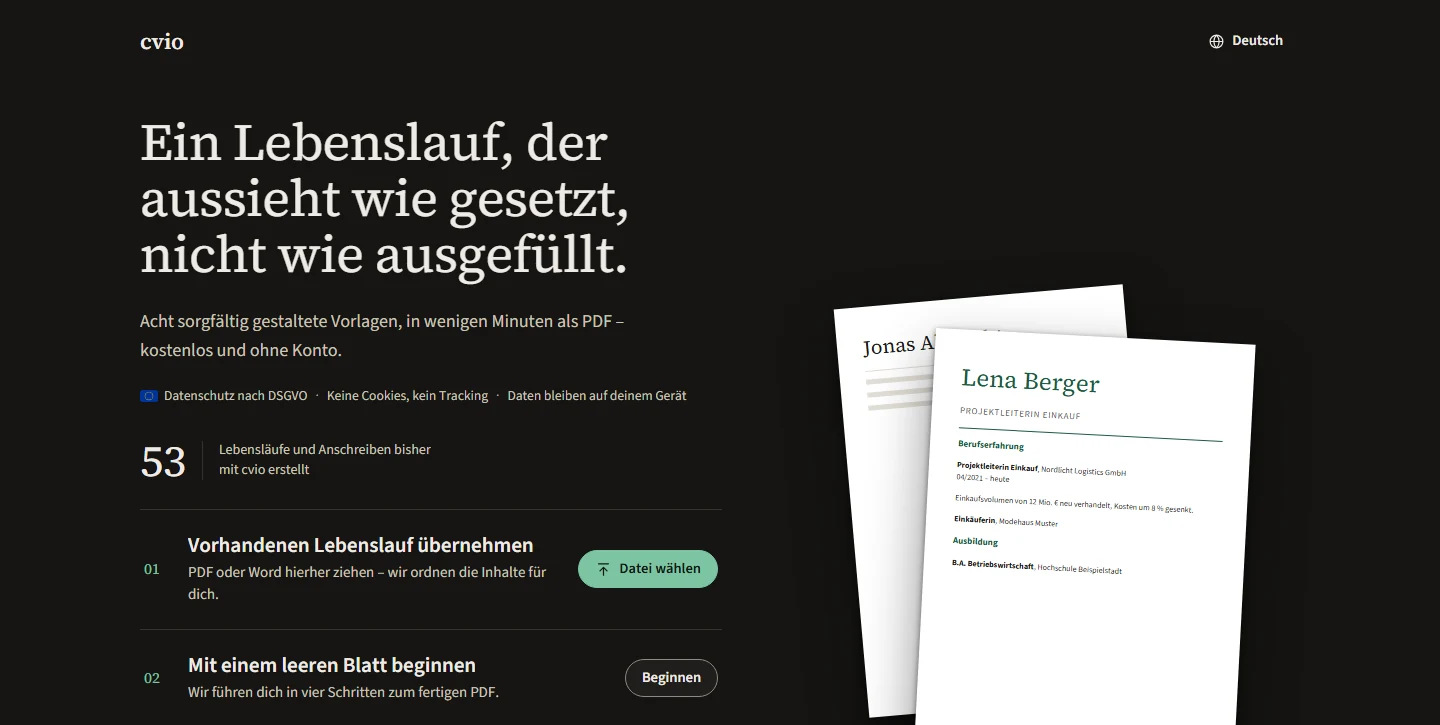 cvio
Deutsch
Ein Lebenslauf, der
aussieht wie gesetzt,
nicht wie ausgefüllt.
Acht sorgfältig gestaltete Vorlagen, in wenigen Minuten als PDF –
kostenlos und ohne Konto.
Datenschutz nach DSGVO · Keine Cookies, kein Tracking · Daten bleiben auf deinem Gerät
53
Lebensläufe und Anschreiben bisher
mit cvio erstellt
01
Vorhandenen Lebenslauf übernehmen
PDF oder Word hierher ziehen – wir ordnen die Inhalte für
dich.
Datei wählen
02
Mit einem leeren Blatt beginnen
Wir führen dich in vier Schritten zum fertigen PDF.
Beginnen
Jonas
Lena Berger
PROJEKTLEITERIN EINKAUF
Berufserfahrung
Projektleiterin Einkauf, Nordlicht Logistics GmbH
04/2021 – heute
Einkaufsvolumen von 12 Mio. € neu verhandelt, Kosten um 8 % gesenkt.
Einkäuferin, Modehaus Muster
Ausbildung
B.A. Betriebswirtschaft, Hochschule Beispielstadt